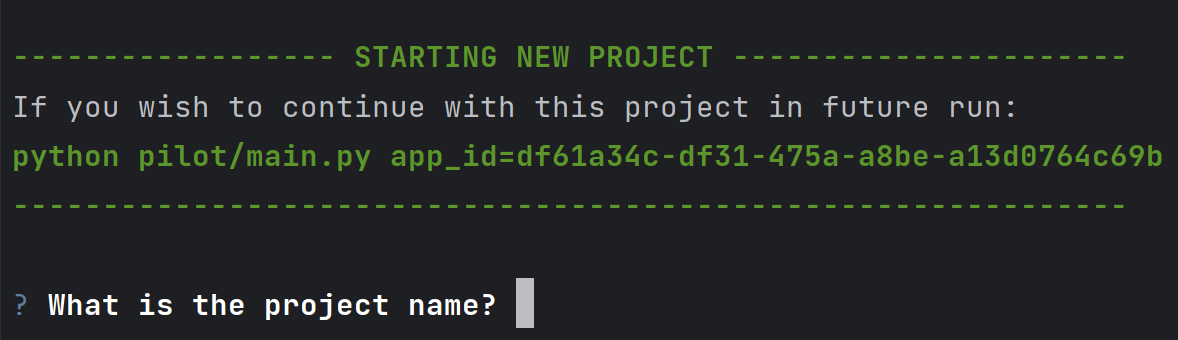 ------------------ STARTING NEW PROJECT ----------------------
If you wish to continue with this project in future run:
python pilot/main.py app_id=df61a34c-df31-475a-a8be-a13d0764c69b
--------------------------------------------------------------
? What is the project name?